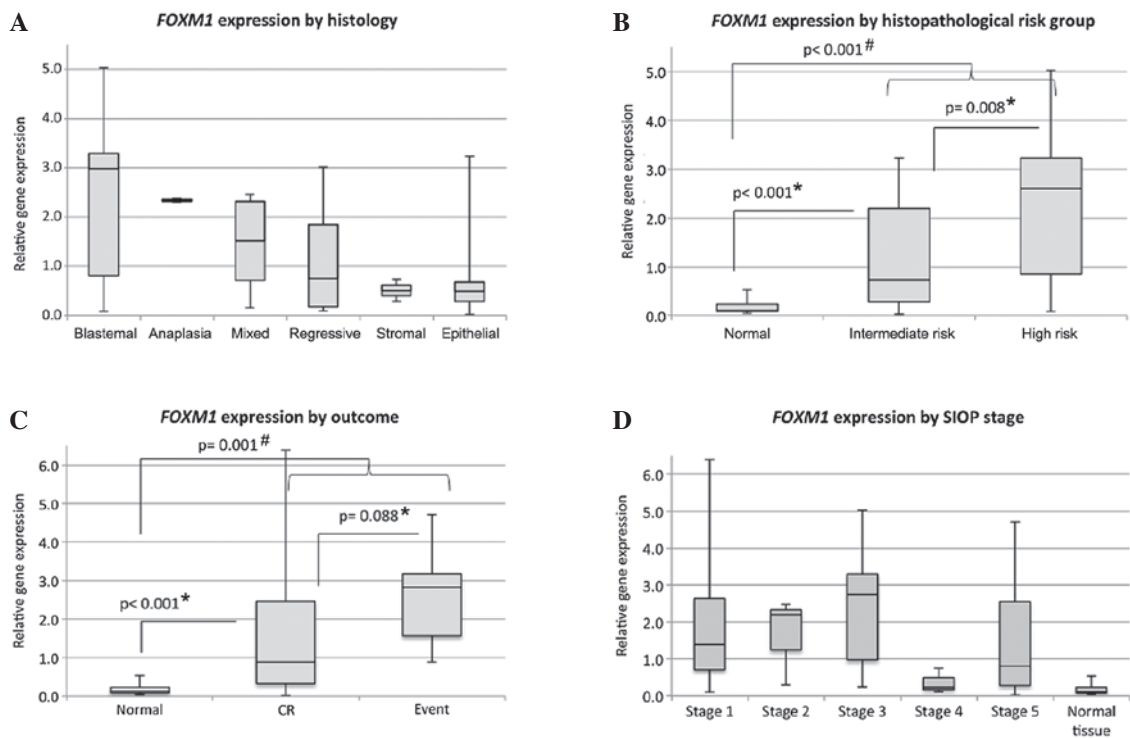 A
FOXM1 expression by histology
Relative gene expression
5.0
4.0
3.0
2.0
1.0
0.0
Blastemal Anaplasia Mixed Regressive Stromal Epithelial
B
FOXM1 expression by histopathological risk group
Relative gene expression
5.0
4.0
3.0
2.0
1.0
0.0
p< 0.001#
p= 0.008*
p< 0.001*
Normal Intermediate risk High risk
C
FOXM1 expression by outcome
Relative gene expression
6.0
5.0
4.0
3.0
2.0
1.0
0.0
p= 0.001#
p= 0.088*
p< 0.001*
Normal CR Event
D
FOXM1 expression by SIOP stage
Relative gene expression
6.0
5.0
4.0
3.0
2.0
1.0
0.0
Stage 1 Stage 2 Stage 3 Stage 4 Stage 5 Normal
tissue